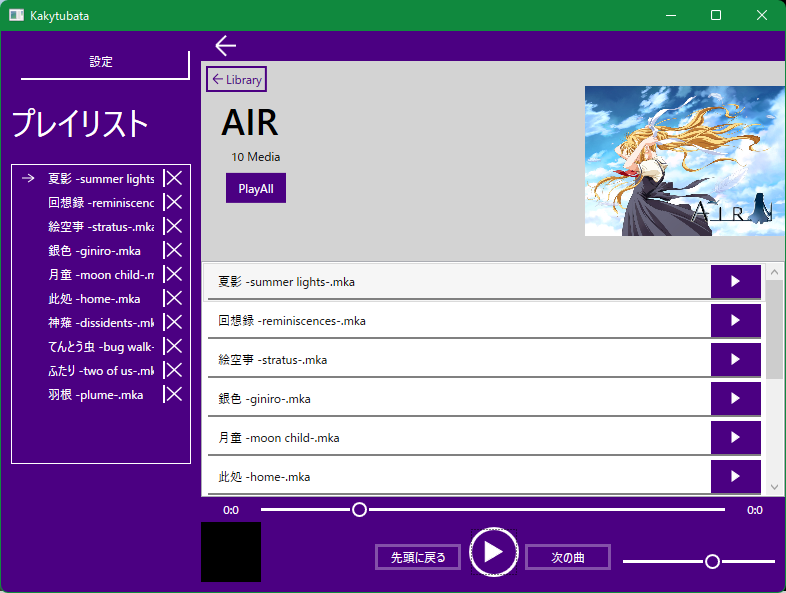 Kakytubata
設定
プレイリスト
夏影 -summer lights
回想録 -reminiscenc
絵空事 -stratus-.mka
銀色 -giniro-.mka
月童 -moon child-.m
此処 -home-.mka
神薙 -dissidents-.mk
てんとう虫 -bug walk-
ふたり -two of us-.mk
羽根 -plume-.mka
Library
AIR
10 Media
PlayAll
AIR
夏影 -summer lights-.mka
回想録 -reminiscences-.mka
絵空事 -stratus-.mka
銀色 -giniro-.mka
月童 -moon child-.mka
此処 -home-.mka
0:0
0:0
先頭に戻る
次の曲